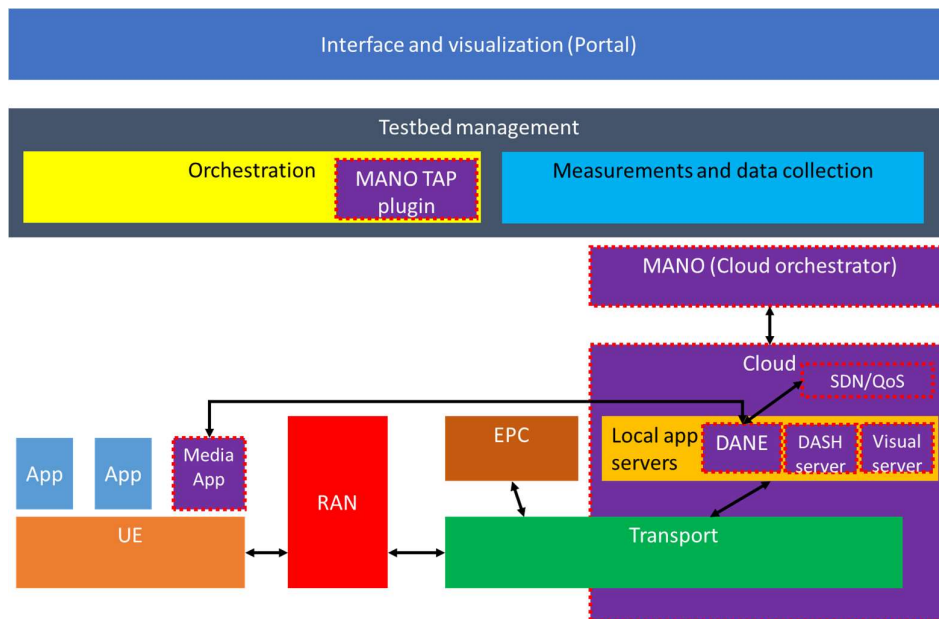 Interface and visualization (Portal)
Testbed management
Orchestration
MANO TAP
plugin
Measurements and data collection
MANO (Cloud orchestrator)
Cloud
SDN/QoS
Local app
servers
DANE
DASH
server
Visual
server
EPC
App
App
Media
App
RAN
UE
Transport